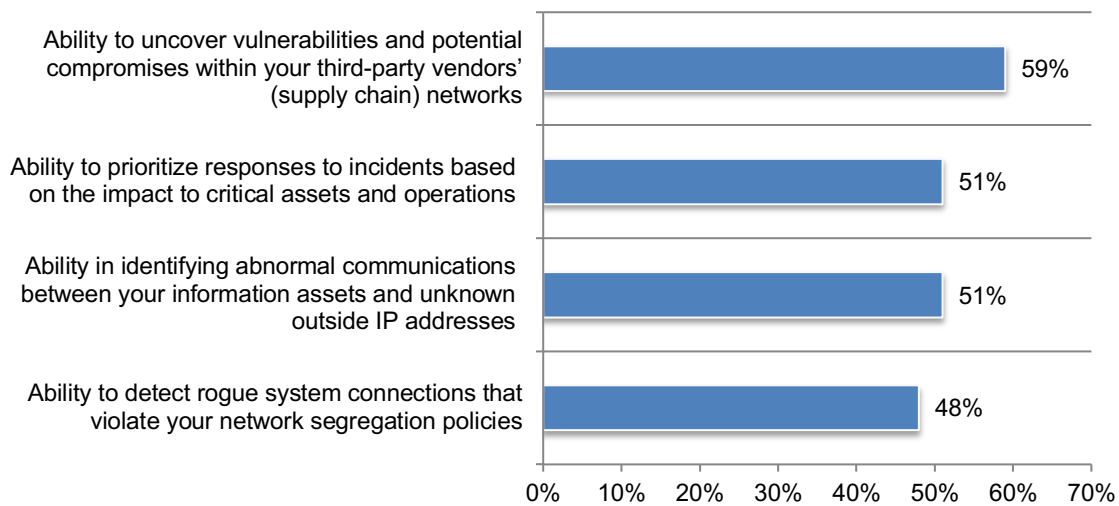 Ability to uncover vulnerabilities and potential
compromises within your third-party vendors’
(supply chain) networks
59%
Ability to prioritize responses to incidents based
on the impact to critical assets and operations
51%
Ability in identifying abnormal communications
between your information assets and unknown
outside IP addresses
51%
Ability to detect rogue system connections that
violate your network segregation policies
48%
0% 10% 20% 30% 40% 50% 60% 70%